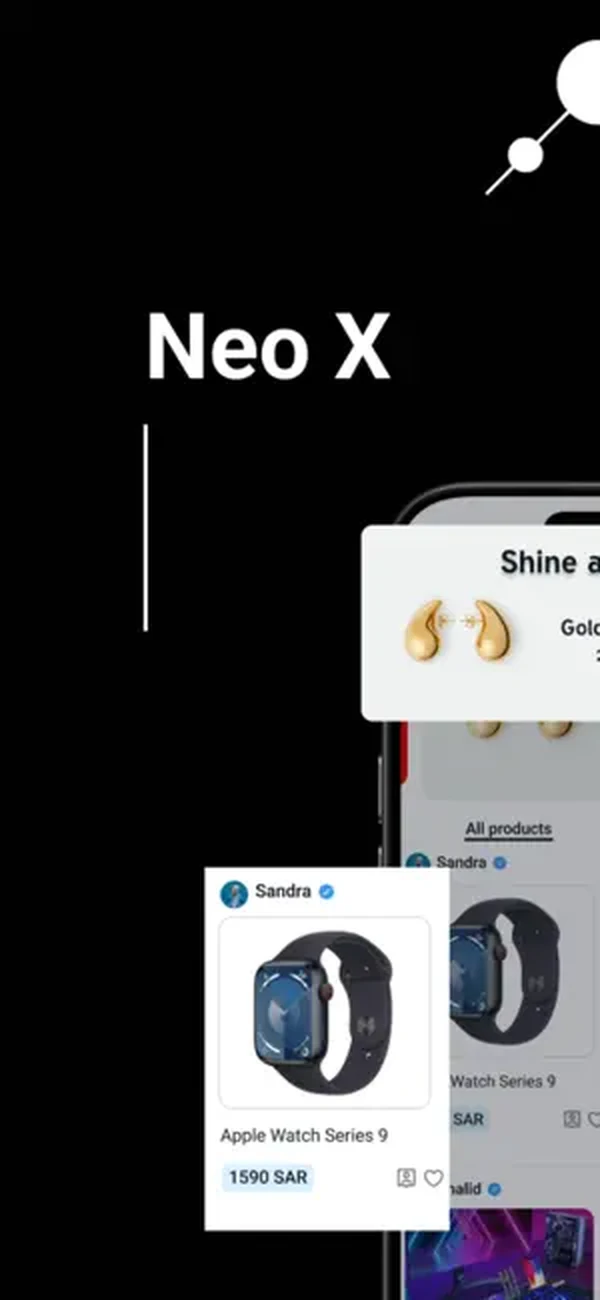 Neo X
Shine a
Gold
All products
Sandra
Sandra
Watch Series 9
Apple Watch Series 9
SAR
1590 SAR
halid